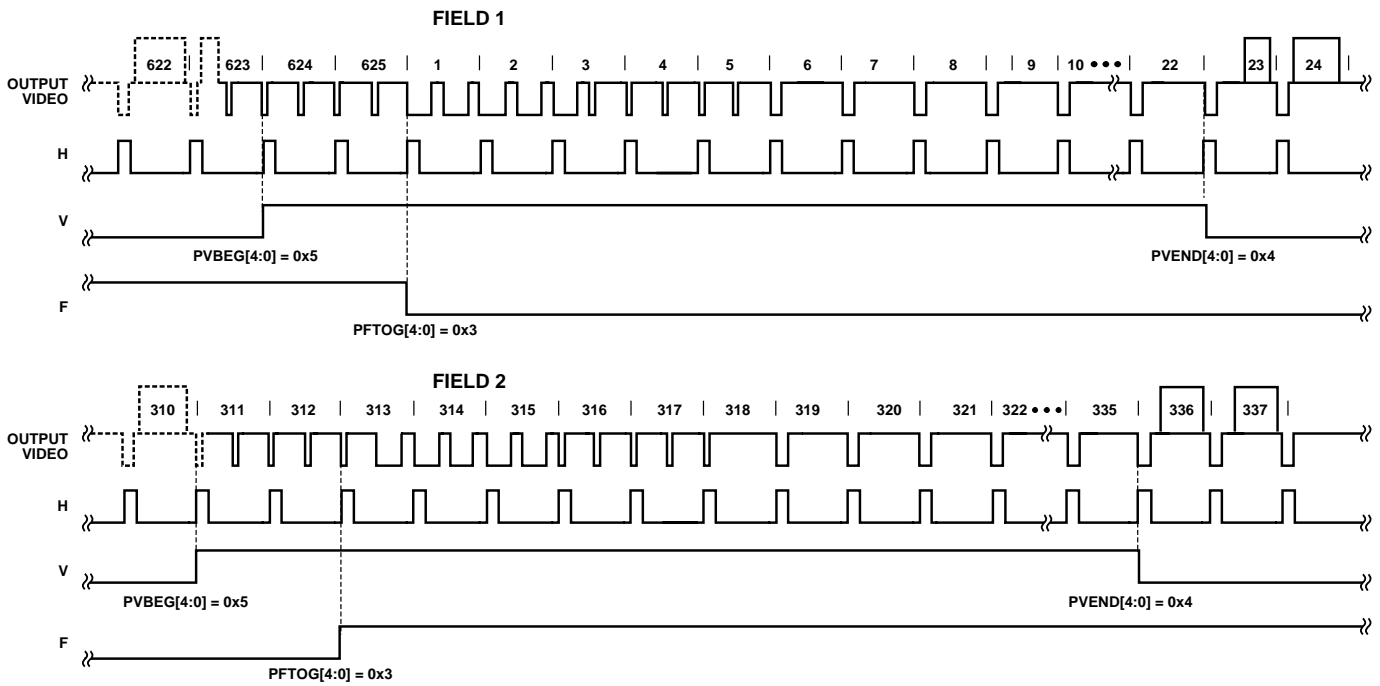 FIELD 1
622 623 624 625 1 2 3 4 5 6 7 8 9 10 ••• 22 23 24
OUTPUT
VIDEO
H
V
PVBEG[4:0] = 0x5 PVEND[4:0] = 0x4
F
PFTOG[4:0] = 0x3
FIELD 2
310 311 312 313 314 315 316 317 318 319 320 321 322 ••• 335 336 337
OUTPUT
VIDEO
H
V
PVBEG[4:0] = 0x5 PVEND[4:0] = 0x4
F
PFTOG[4:0] = 0x3